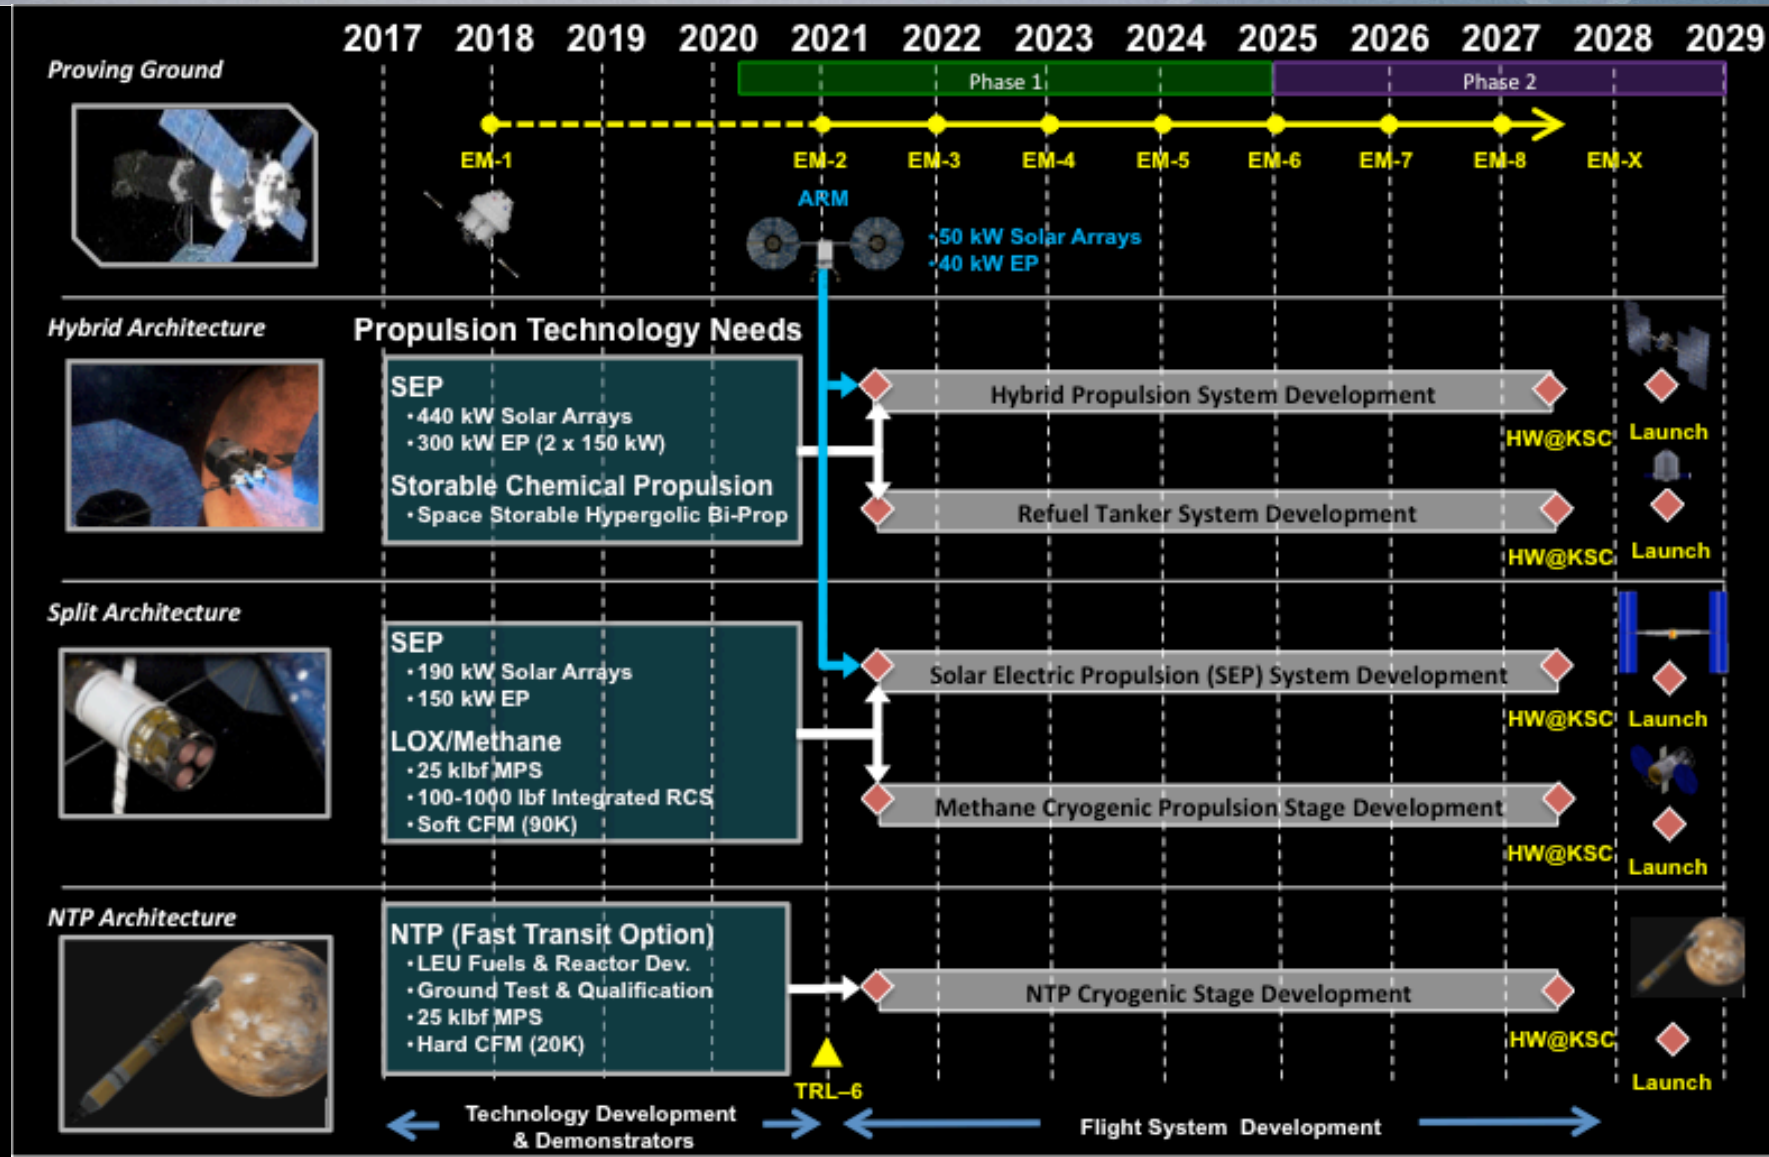 2017 2018 2019 2020 2021 2022 2023 2024 2025 2026 2027 2028 2029
Proving Ground
Phase 1
Phase 2
EM-1 EM-2 EM-3 EM-4 EM-5 EM-6 EM-7 EM-8 EM-X
ARM
•50 kW Solar Arrays
•40 kW EP
Hybrid Architecture
Propulsion Technology Needs
SEP
•440 kW Solar Arrays
•300 kW EP (2 x 150 kW)
Storable Chemical Propulsion
•Space Storable Hypergolic Bi-Prop
Hybrid Propulsion System Development
HW@KSC
Launch
Refuel Tanker System Development
HW@KSC
Launch
Split Architecture
SEP
•190 kW Solar Arrays
•150 kW EP
LOX/Methane
•25 klbf MPS
•100-1000 lbf Integrated RCS
•Soft CFM (90K)
Solar Electric Propulsion (SEP) System Development
HW@KSC
Launch
Methane Cryogenic Propulsion Stage Development
HW@KSC
Launch
NTP Architecture
NTP (Fast Transit Option)
•LEU Fuels & Reactor Dev.
•Ground Test & Qualification
•25 klbf MPS
•Hard CFM (20K)
NTP Cryogenic Stage Development
HW@KSC
Launch
TRL–6
Technology Development
& Demonstrators
Flight System Development